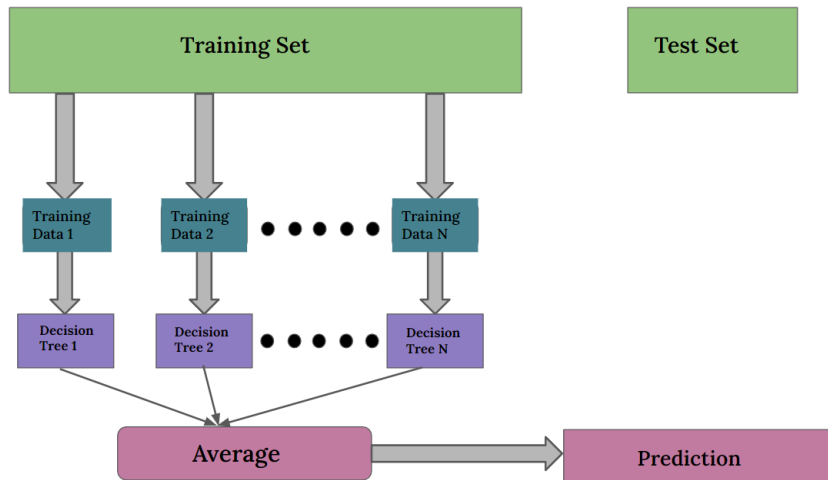 Training Set
Test Set
Training
Data 1
Training
Data 2
Training
Data N
Decision
Tree 1
Decision
Tree 2
Decision
Tree N
Average
Prediction